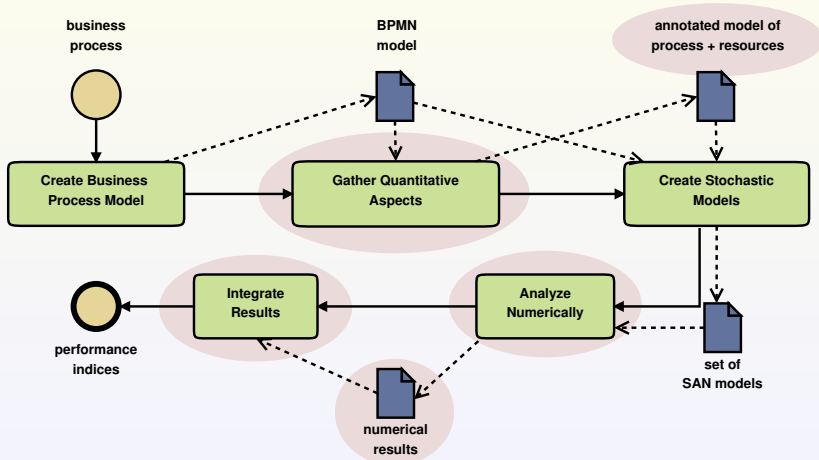 business
process
BPMN
model
annotated model of
process + resources
Create Business
Process Model
Gather Quantitative
Aspects
Create Stochastic
Models
Integrate
Results
Analyze
Numerically
performance
indices
set of
SAN models
numerical
results